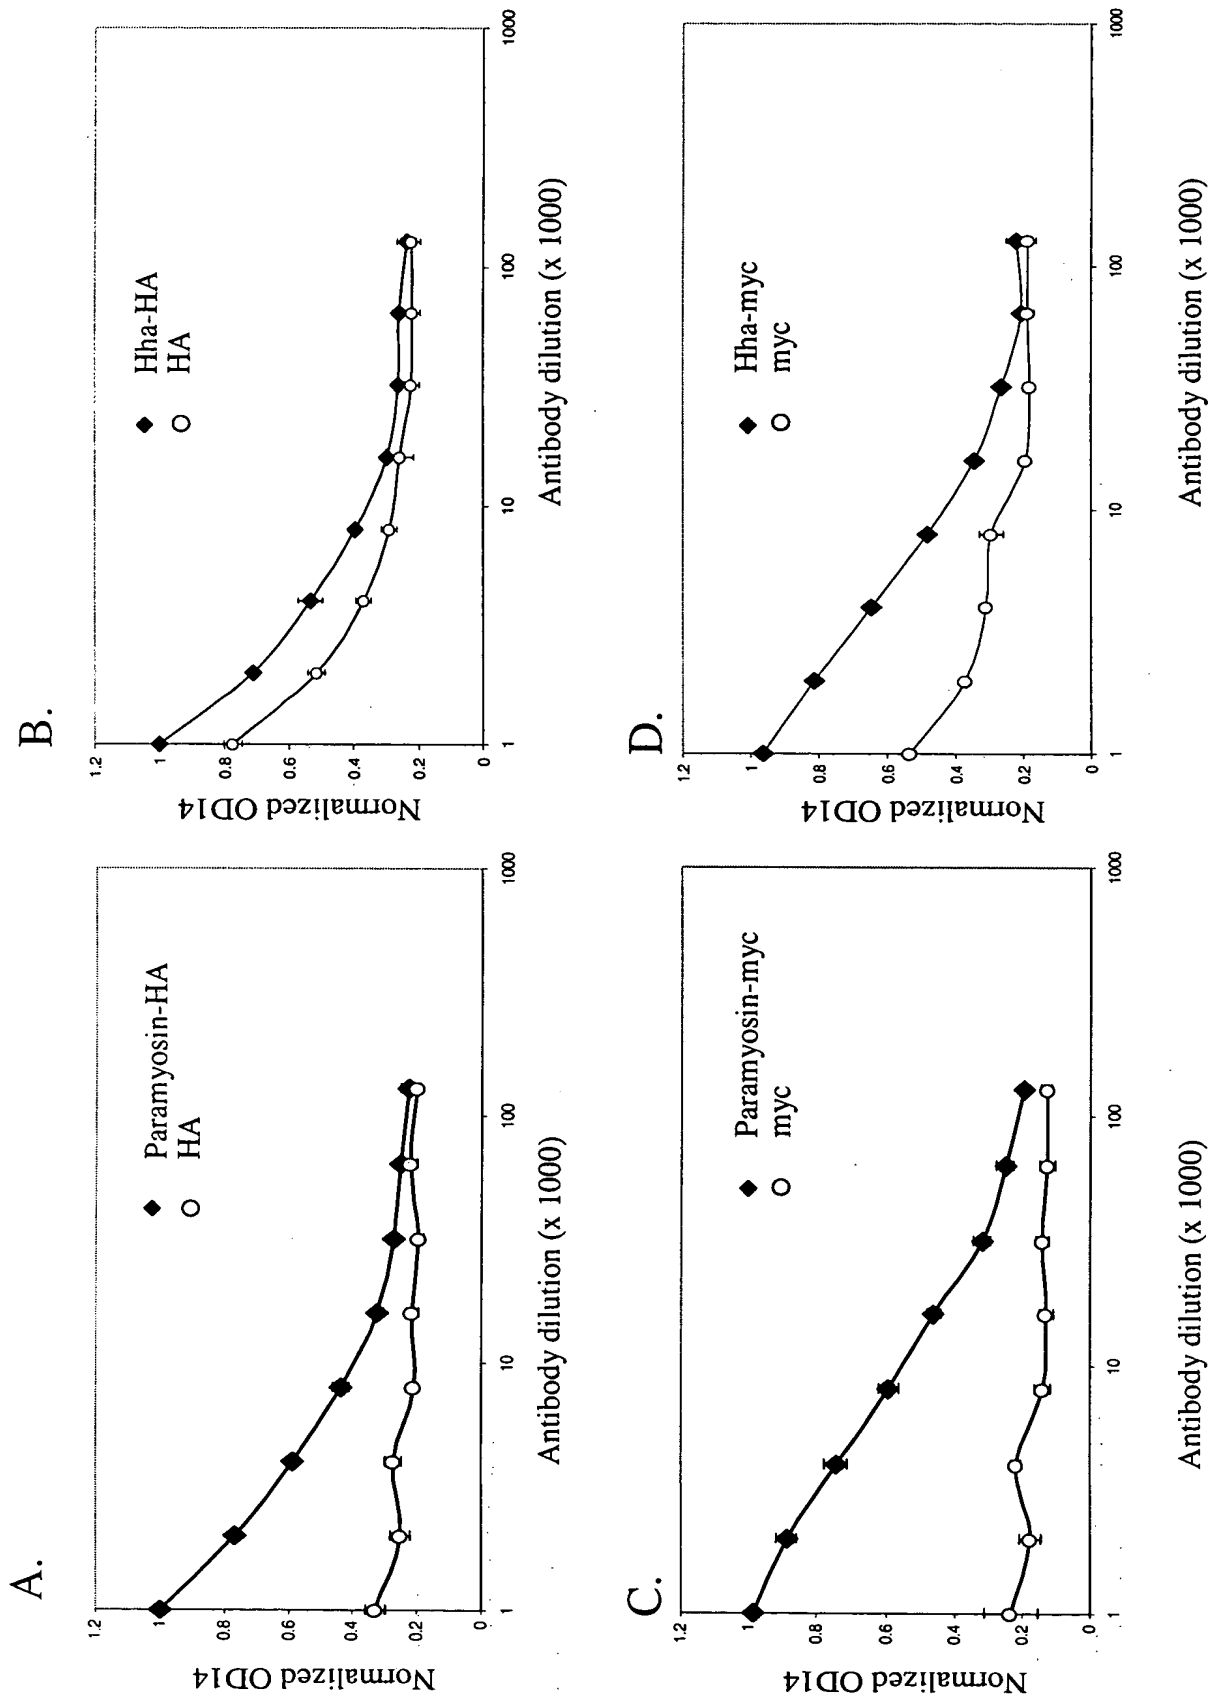 A.
Normalized OD14
1.2
1
0.8
0.6
0.4
0.2
0
1
10
100
1000
Antibody dilution (x 1000)
Paramyosin-HA
HA
B.
Normalized OD14
1.2
1
0.8
0.6
0.4
0.2
0
1
10
100
1000
Antibody dilution (x 1000)
Hha-HA
HA
C.
Normalized OD14
1.2
1
0.8
0.6
0.4
0.2
0
1
10
100
1000
Antibody dilution (x 1000)
Paramyosin-myc
myc
D.
Normalized OD14
1.2
1
0.8
0.6
0.4
0.2
0
1
10
100
1000
Antibody dilution (x 1000)
Hha-myc
myc